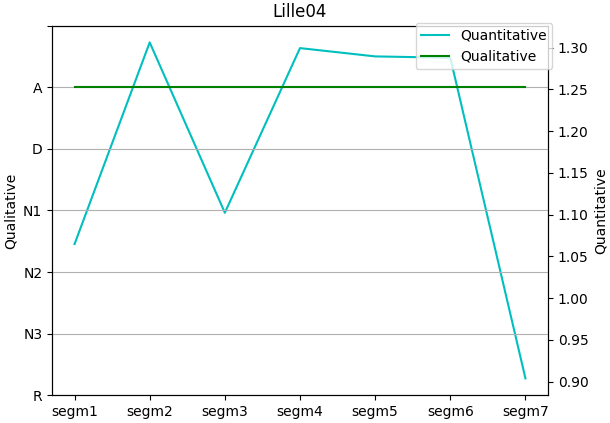 Lille04
Quantitative
Qualitative
A
D
N1
N2
N3
R
Qualitative
1.30
1.25
1.20
1.15
1.10
1.05
1.00
0.95
0.90
Quantitative
segm1 segm2 segm3 segm4 segm5 segm6 segm7